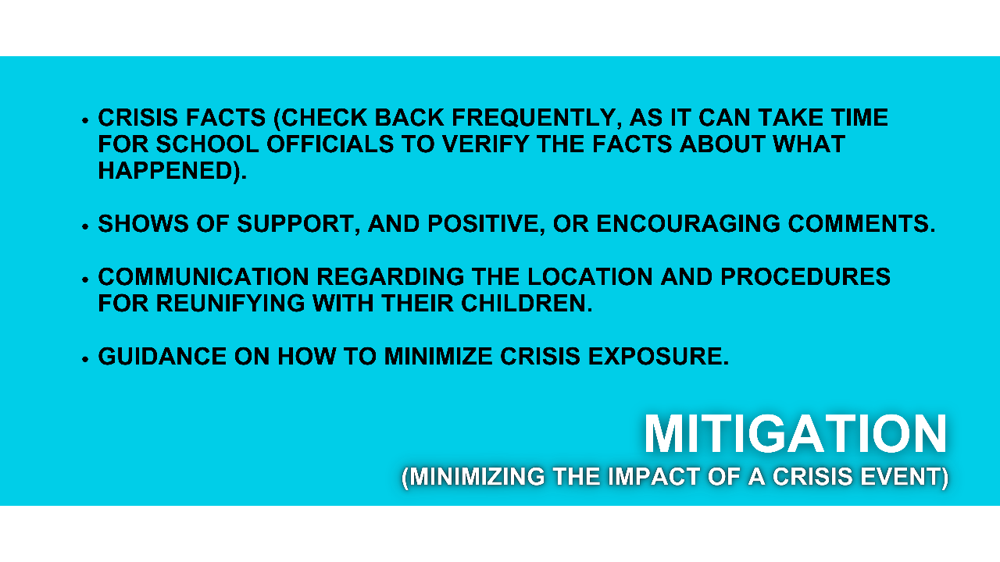 • CRISIS FACTS (CHECK BACK FREQUENTLY, AS IT CAN TAKE TIME
FOR SCHOOL OFFICIALS TO VERIFY THE FACTS ABOUT WHAT
HAPPENED).
• SHOWS OF SUPPORT, AND POSITIVE, OR ENCOURAGING COMMENTS.
• COMMUNICATION REGARDING THE LOCATION AND PROCEDURES
FOR REUNIFYING WITH THEIR CHILDREN.
• GUIDANCE ON HOW TO MINIMIZE CRISIS EXPOSURE.
MITIGATION
(MINIMIZING THE IMPACT OF A CRISIS EVENT)